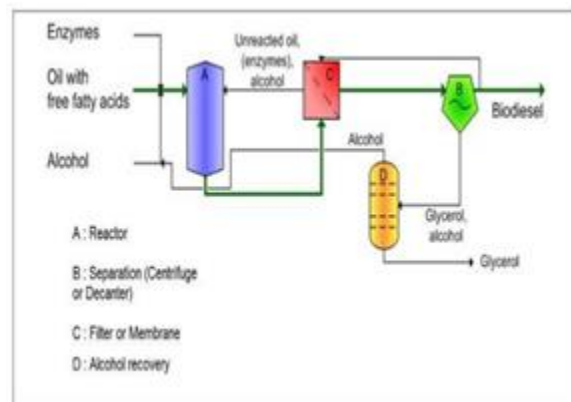 Enzymes
Oil with
free fatty acids
Alcohol
A
Unreacted oil,
(enzymes),
alcohol
C
B
Biodiesel
Alcohol
D
Glycerol,
alcohol
Glycerol
A : Reactor
B : Separation (Centrifuge
or Decanter)
C : Filter or Membrane
D : Alcohol recovery